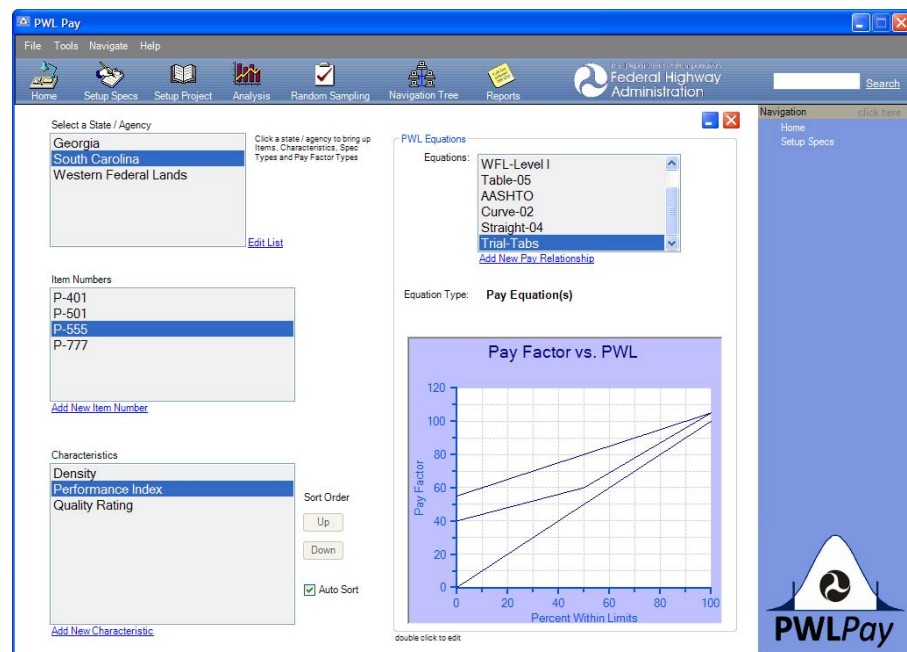 PWL Pay
File Tools Navigate Help
Home Setup Specs Setup Project Analysis Random Sampling Navigation Tree Reports
U.S. Department of Transportation
Federal Highway
Administration
Search
Navigation click here
Home
Setup Specs
Select a State / Agency
Georgia
South Carolina
Western Federal Lands
Click a state / agency to bring up
Items, Characteristics, Spec
Types and Pay Factor Types
Edit List
Item Numbers
P-401
P-501
P-555
P-777
Add New Item Number
Characteristics
Density
Performance Index
Quality Rating
Sort Order
Up
Down
Auto Sort
Add New Characteristic
PWL Equations
Equations:
WFL-Level I
Table-05
AASHTO
Curve-02
Straight-04
Trial-Tabs
Add New Pay Relationship
Equation Type: Pay Equation(s)
Pay Factor vs. PWL
Pay Factor
120
100
80
60
40
20
0
0 20 40 60 80 100
Percent Within Limits
double click to edit
PWLPay